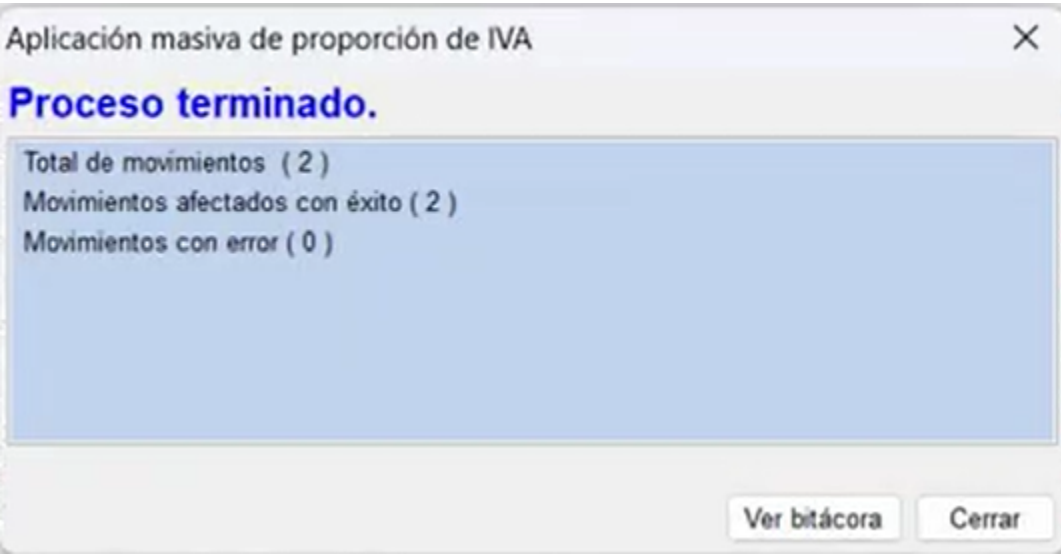 Aplicación masiva de proporción de IVA
Proceso terminado.
Total de movimientos ( 2 )
Movimientos afectados con éxito ( 2 )
Movimientos con error ( 0 )
Ver bitácora Cerrar